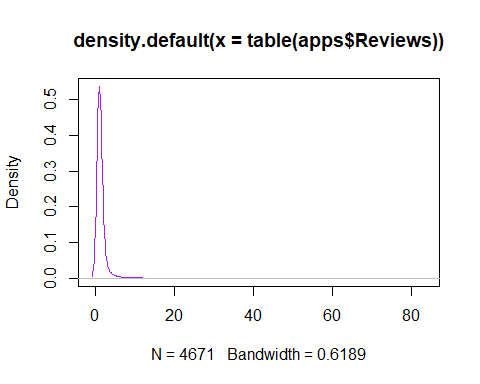 density.default(x = table(apps$Reviews))
Density
0.0 0.1 0.2 0.3 0.4 0.5
0 20 40 60 80
N = 4671 Bandwidth = 0.6189